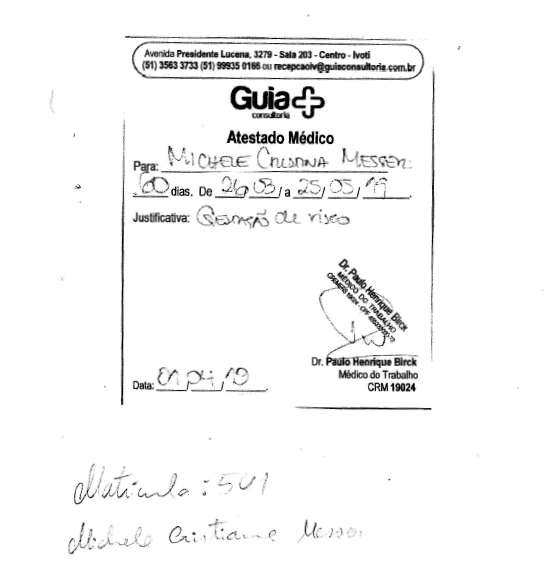 Avenida Presidente Lucena, 3279 - Sala 203 - Centro - Ivoti
(51) 3563 3733 (51) 99935 0166 ou recepcaoiv@guiaconsultoria.com.br
Guia
consultoria
Atestado Médico
Para: MICHELE CRISTINA MESSER
60 dias. De 26/03/a 25/05/19
Justificativa: GESTAÇÃO de risco
Dr. Paulo Henrique Birck
MÉDICO DO TRABALHO
Dr. Paulo Henrique Birck
Médico do Trabalho
Data: 01/04/19
CRM 19024
Matricula: 541
Michele Cristiane Messer